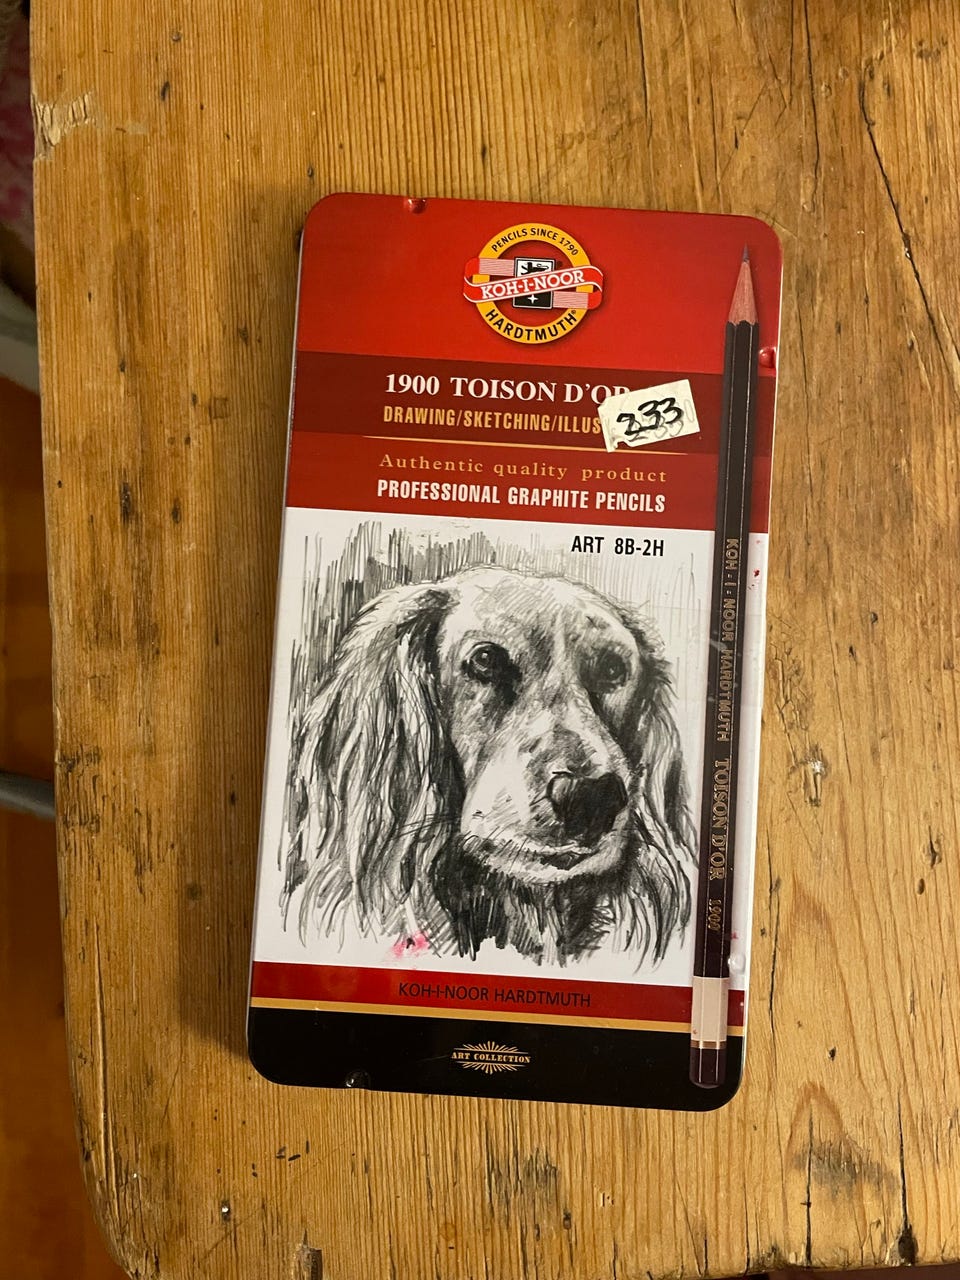 PENCILS SINCE 1790
KOH-I-NOOR
HARDTMUTH®
1900 TOISON D'OR
DRAWING/SKETCHING/ILLUS
233
Authentic quality product
PROFESSIONAL GRAPHITE PENCILS
ART 8B-2H
KOH-I-NOOR HARDTMUTH TOISON D'OR 1900
KOH-I-NOOR HARDTMUTH
ART COLLECTION